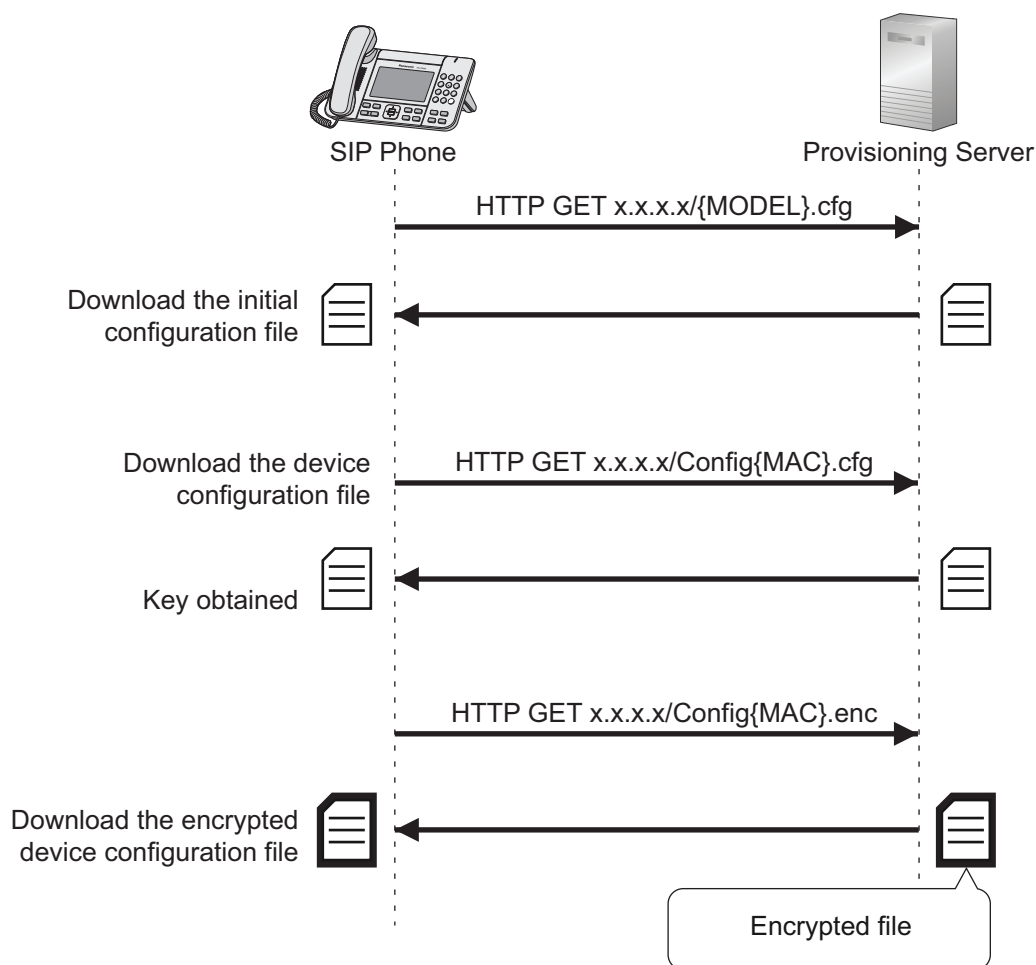 SIP Phone
Provisioning Server
HTTP GET x.x.x.x/{MODEL}.cfg
Download the initial
configuration file
Download the device
configuration file
HTTP GET x.x.x.x/Config{MAC}.cfg
Key obtained
HTTP GET x.x.x.x/Config{MAC}.enc
Download the encrypted
device configuration file
Encrypted file